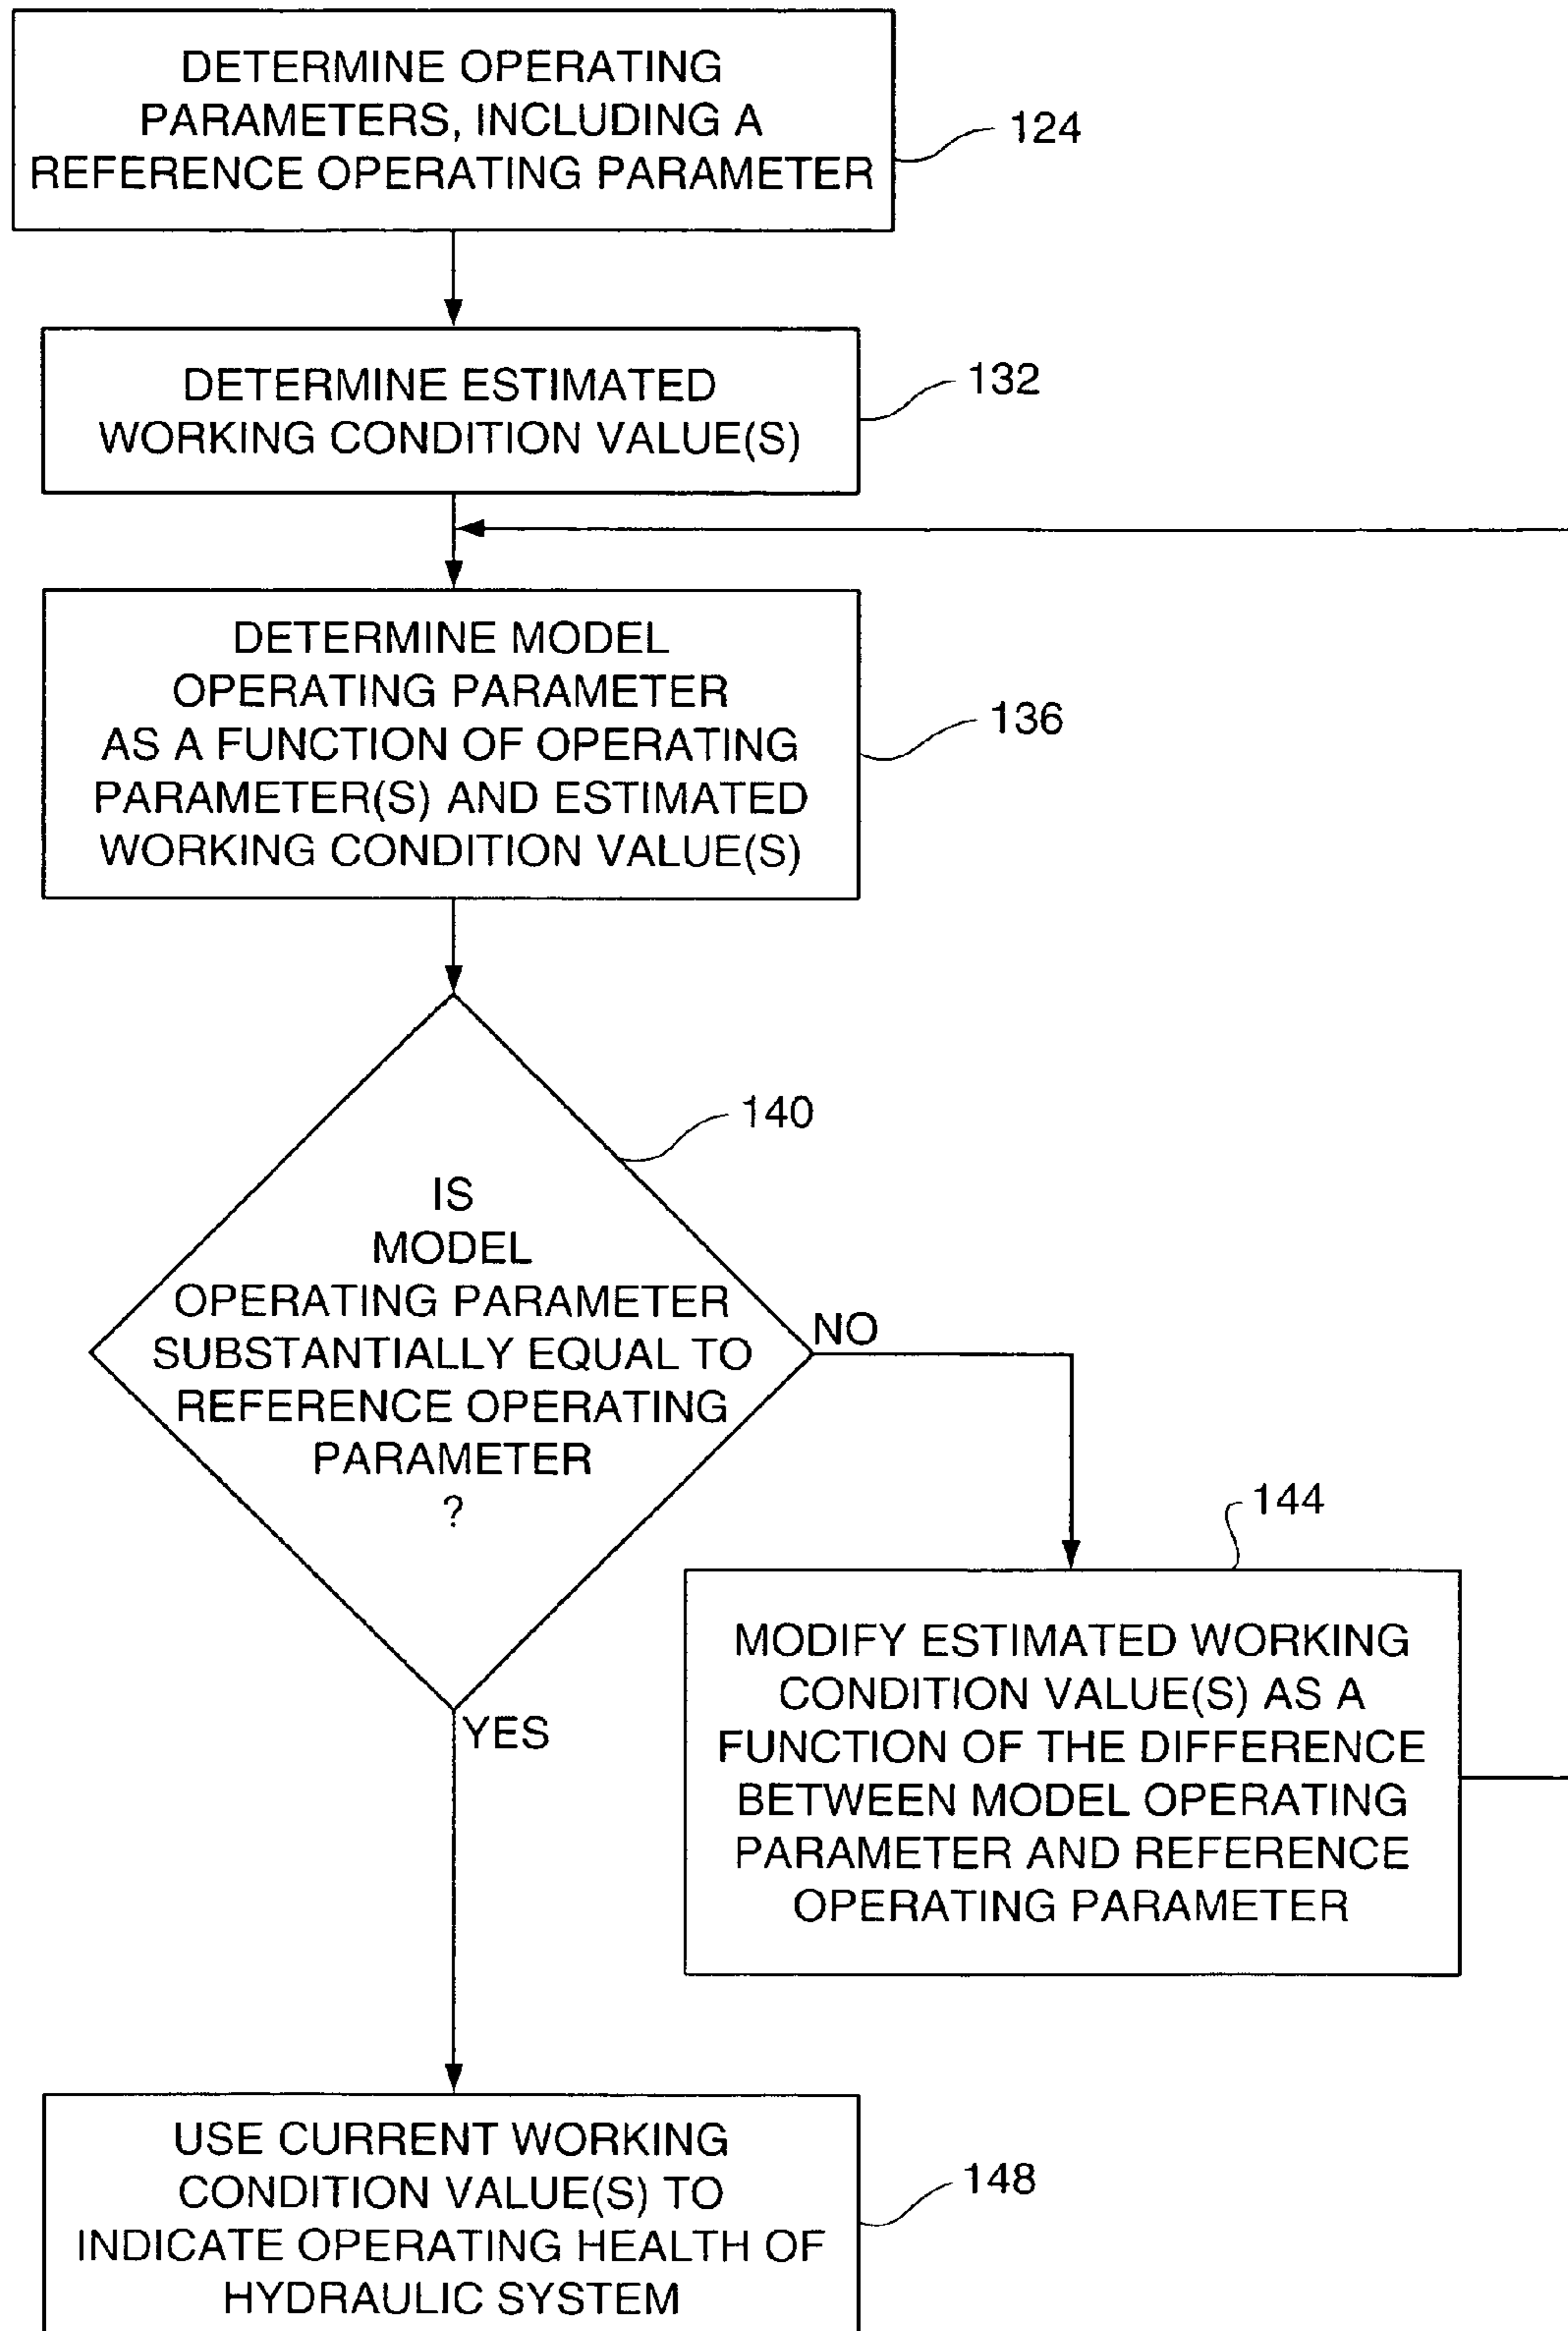 DETERMINE OPERATING
PARAMETERS, INCLUDING A
REFERENCE OPERATING PARAMETER
124
DETERMINE ESTIMATED
WORKING CONDITION VALUE(S)
132
DETERMINE MODEL
OPERATING PARAMETER
AS A FUNCTION OF OPERATING
PARAMETER(S) AND ESTIMATED
WORKING CONDITION VALUE(S)
136
140
IS
MODEL
OPERATING PARAMETER
SUBSTANTIALLY EQUAL TO
REFERENCE OPERATING
PARAMETER
?
NO
YES
144
MODIFY ESTIMATED WORKING
CONDITION VALUE(S) AS A
FUNCTION OF THE DIFFERENCE
BETWEEN MODEL OPERATING
PARAMETER AND REFERENCE
OPERATING PARAMETER
USE CURRENT WORKING
CONDITION VALUE(S) TO
INDICATE OPERATING HEALTH OF
HYDRAULIC SYSTEM
148